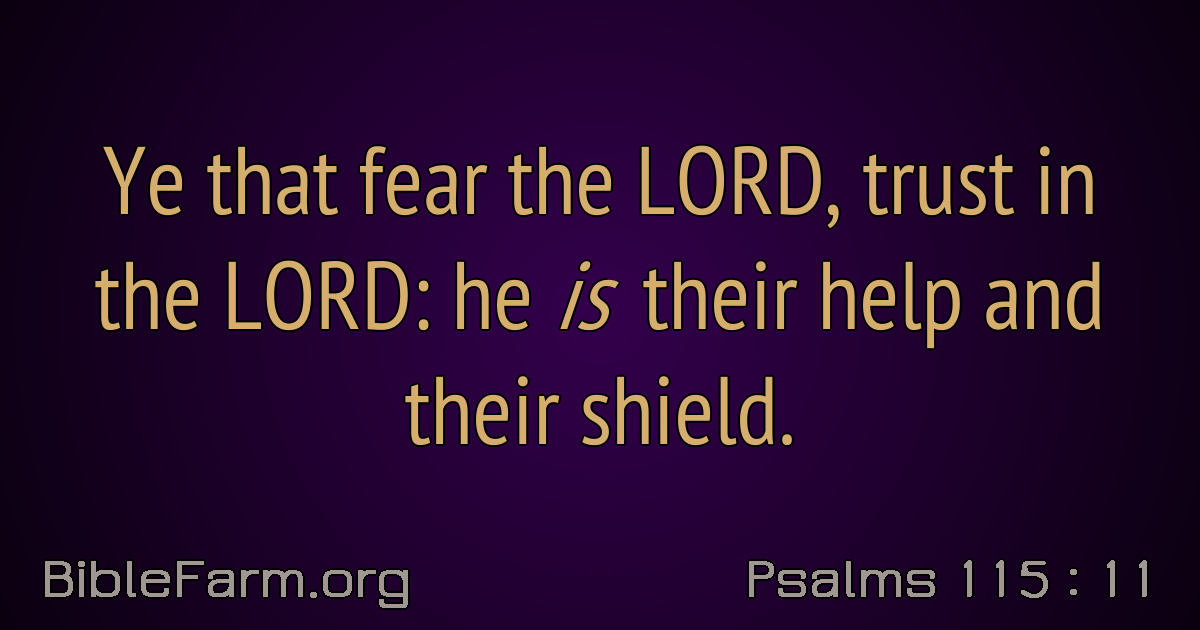 Ye that fear the LORD, trust in
the LORD: he is their help and
their shield.
BibleFarm.org
Psalms 115 : 11